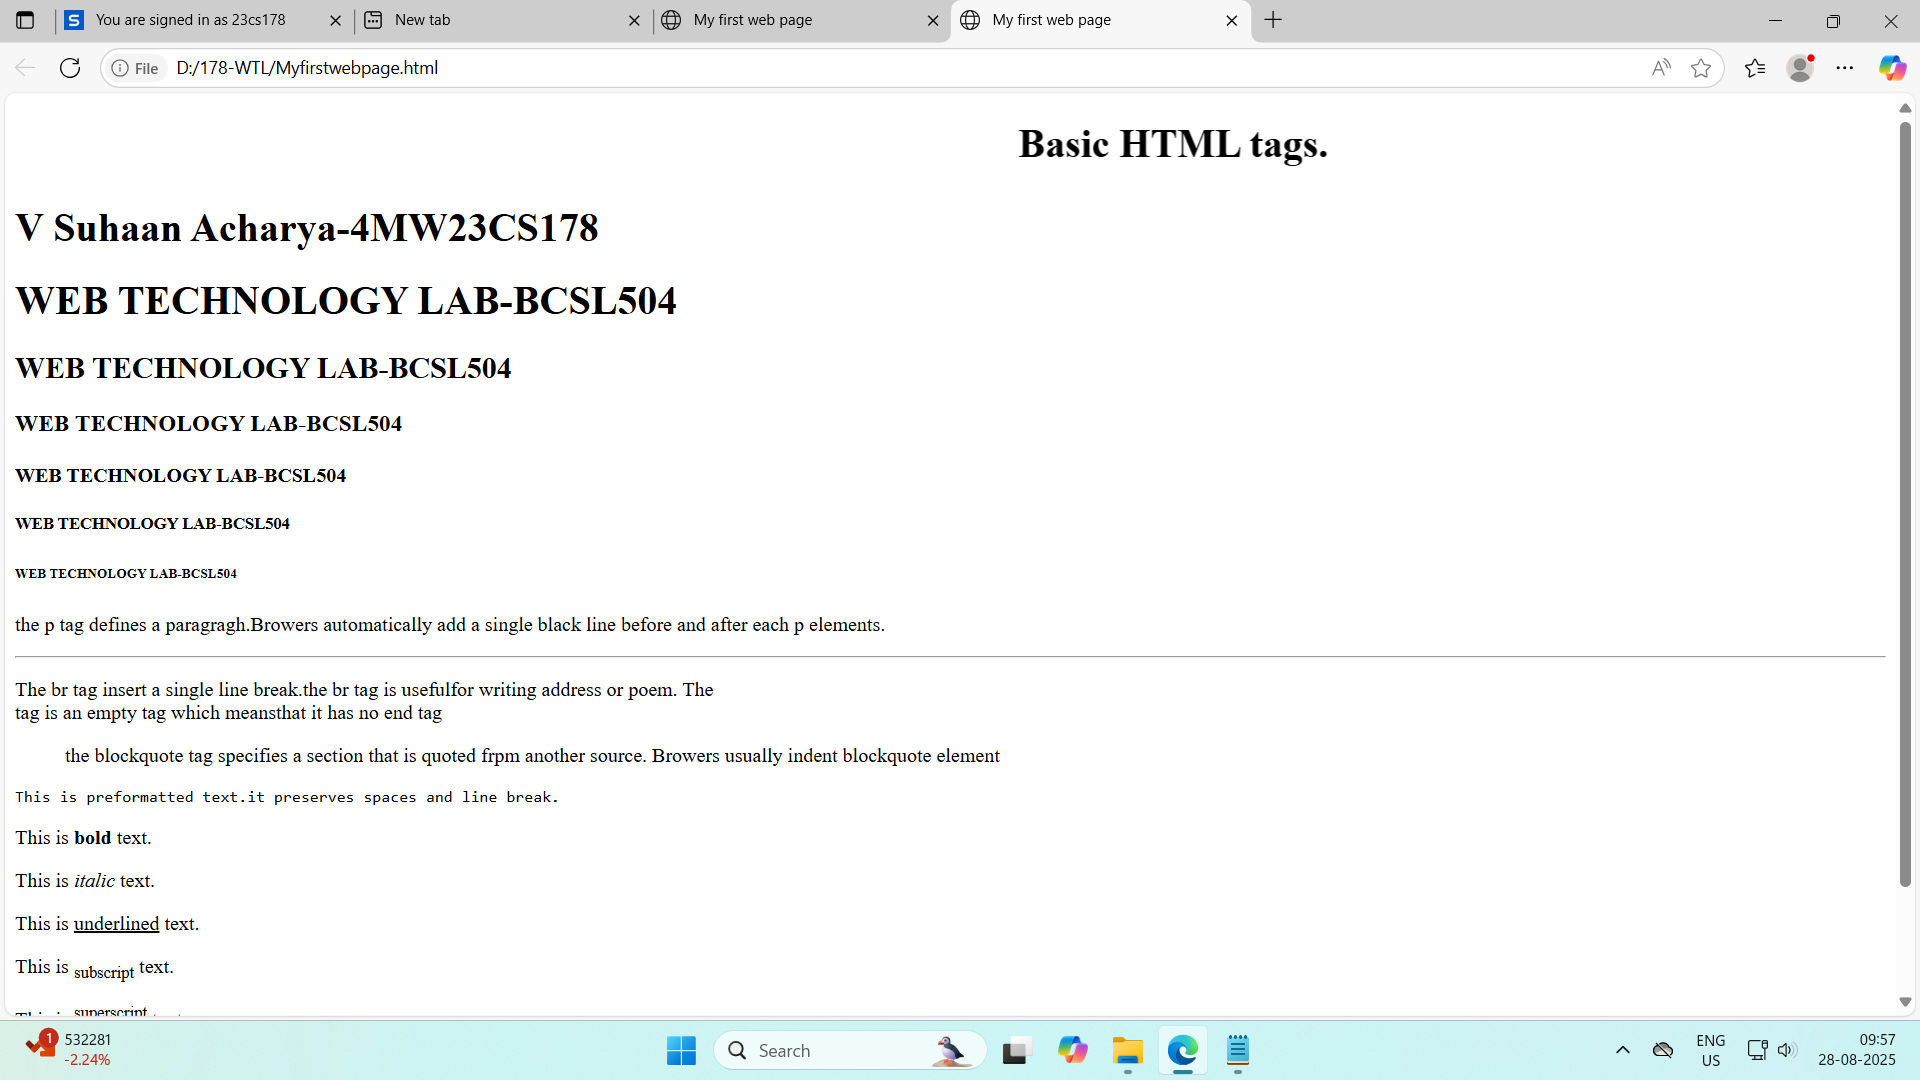 You are signed in as 23cs178
New tab
My first web page
My first web page
File
D:/178-WTL/Myfirstwebpage.html
Basic HTML tags.
V Suhaan Acharya-4MW23CS178
WEB TECHNOLOGY LAB-BCSL504
WEB TECHNOLOGY LAB-BCSL504
WEB TECHNOLOGY LAB-BCSL504
WEB TECHNOLOGY LAB-BCSL504
WEB TECHNOLOGY LAB-BCSL504
WEB TECHNOLOGY LAB-BCSL504
the p tag defines a paragragh.Browers automatically add a single black line before and after each p elements.
The br tag insert a single line break.the br tag is usefulfor writing address or poem. The
tag is an empty tag which meansthat it has no end tag
the blockquote tag specifies a section that is quoted frpm another source. Browers usually indent blockquote element
This is preformatted text.it preserves spaces and line break.
This is bold text.
This is italic text.
This is underlined text.
This is subscript text.
This is superscript
1
532281
-2.24%
Search
ENG
US
09:57
28-08-2025